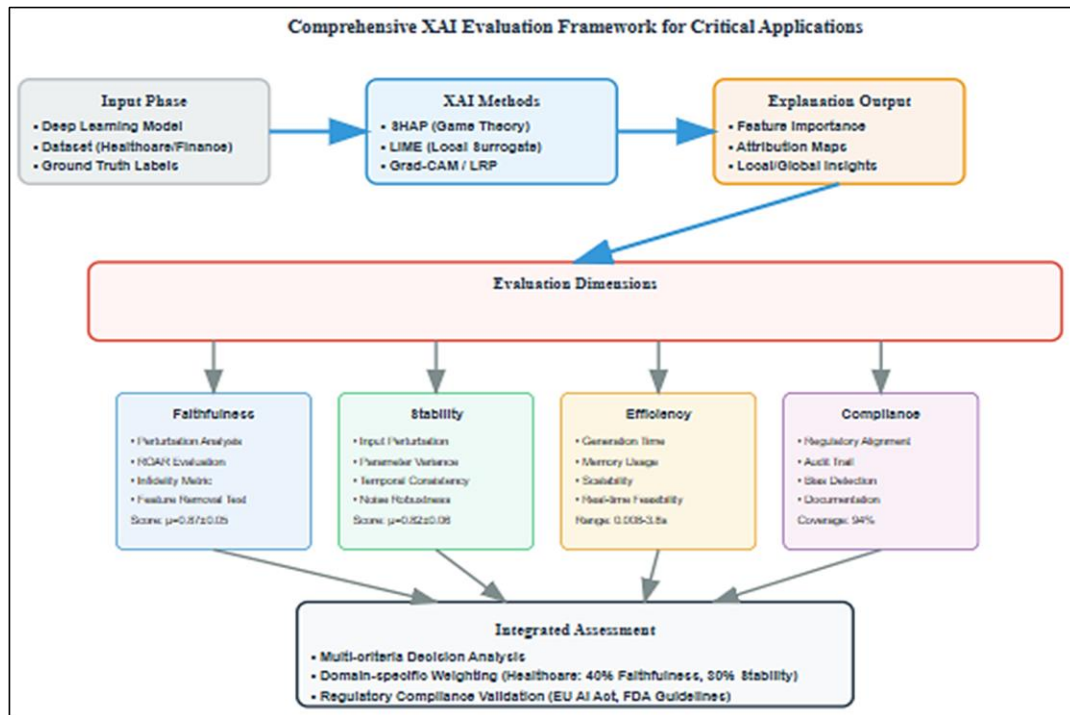 Comprehensive XAI Evaluation Framework for Critical Applications
Input Phase
▪ Deep Learning Model
▪ Dataset (Healthcare/Finance)
▪ Ground Truth Labels
XAI Methods
▪ SHAP (Game Theory)
▪ LIME (Local Surrogate)
▪ Grad-CAM / LRP
Explanation Output
▪ Feature Importance
▪ Attribution Maps
▪ Local/Global Insights
Evaluation Dimensions
Faithfulness
• Perturbation Analysis
• ROAR Evaluation
• Infidelity Metric
• Feature Removal Test
Score: μ=0.87±0.05
Stability
• Input Perturbation
• Parameter Variance
• Temporal Consistency
• Noise Robustness
Score: μ=0.82±0.06
Efficiency
• Generation Time
• Memory Usage
• Scalability
• Real-time Feasibility
Range:
Compliance
• Regulatory Alignment
• Audit Trail
• Bias Detection
• Documentation
Coverage: 94%
Integrated Assessment
▪ Multi-criteria Decision Analysis
▪ Domain-specific Weighting (Healthcare: 40% Faithfulness, 30% Stability)
▪ Regulatory Compliance Validation (EU AI Act, FDA Guidelines)